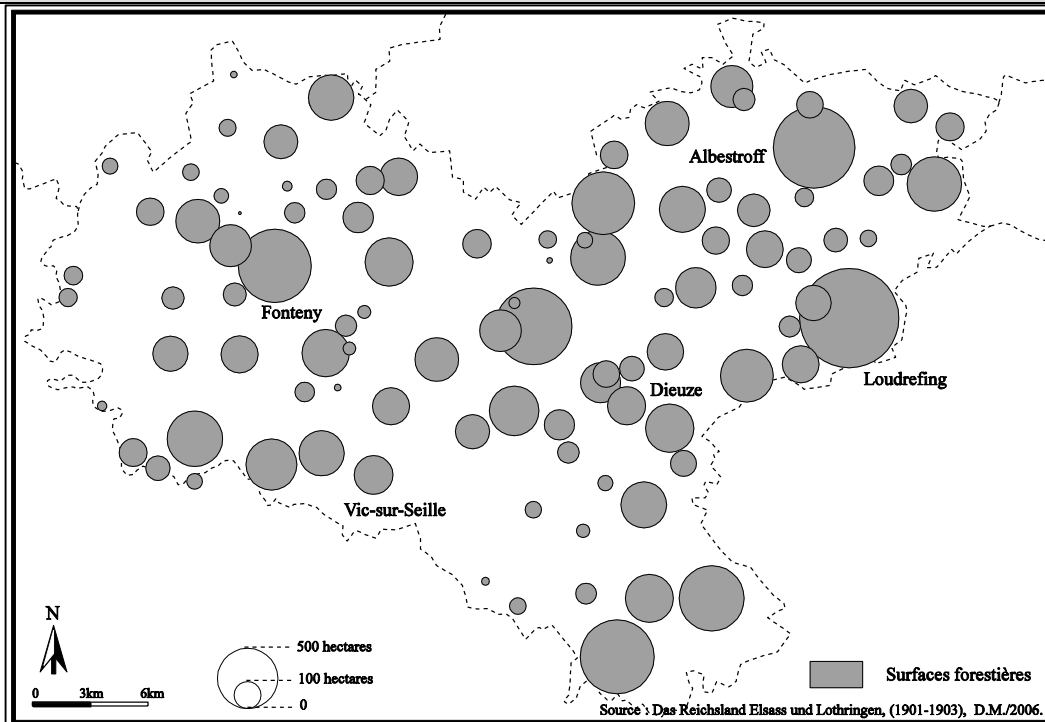 Albestroff
Fonteny
Loudrefing
Dieuze
Vic-sur-Seille
N
0 3km 6km
500 hectares
100 hectares
0
Surfaces forestières
Source : Das Reichsland Elsass und Lothringen, (1901-1903), D.M./2006.